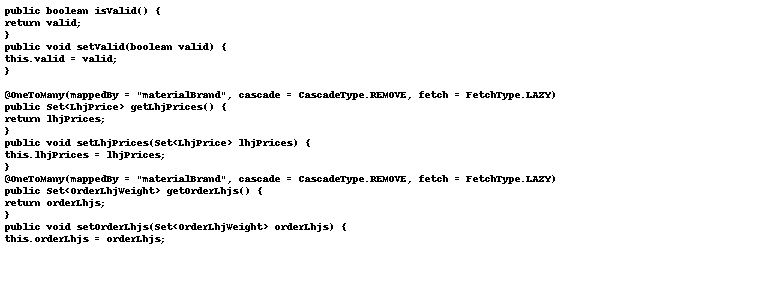 public boolean isValid() {
return valid;
}
public void setValid(boolean valid) {
this.valid = valid;
}
@OneToMany(mappedBy = "materialBrand", cascade = CascadeType.REMOVE, fetch = FetchType.LAZY)
public Set<LhjPrice> getLhjPrices() {
return lhjPrices;
}
public void setLhjPrices(Set<LhjPrice> lhjPrices) {
this.lhjPrices = lhjPrices;
}
@OneToMany(mappedBy = "materialBrand", cascade = CascadeType.REMOVE, fetch = FetchType.LAZY)
public Set<OrderLhjWeight> getOrderLhjs() {
return orderLhjs;
}
public void setOrderLhjs(Set<OrderLhjWeight> orderLhjs) {
this.orderLhjs = orderLhjs;